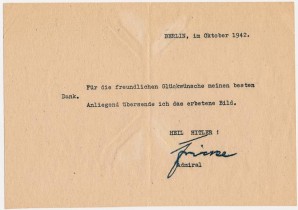 BERLIN, im Oktober 1942.
Für die freundlichen Glückwünsche meinen besten
Dank.
Anliegend übersende ich das erbetene Bild.
HEIL HITLER !
Fricke
Admiral